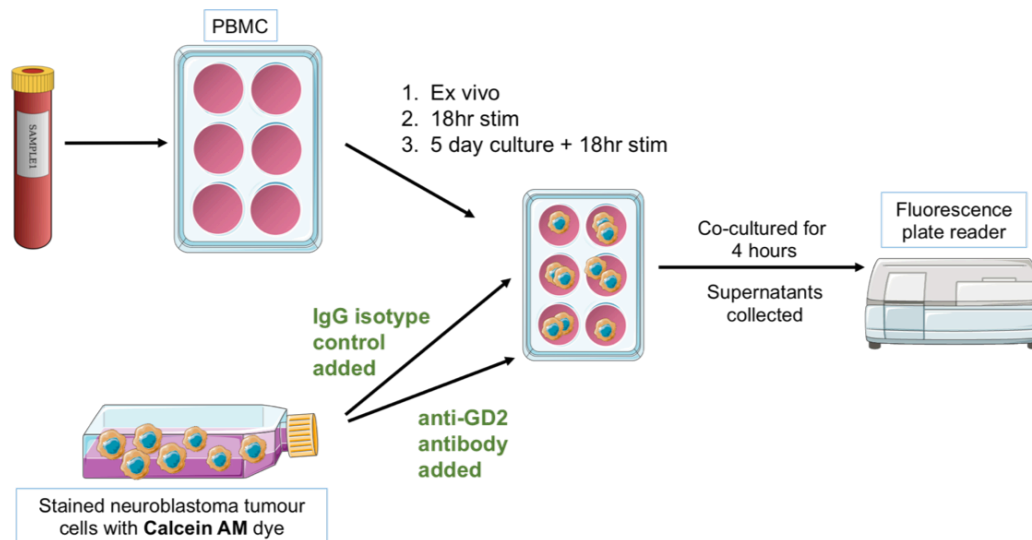 PBMC
SAMPLE1
1. Ex vivo
2. 18hr stim
3. 5 day culture + 18hr stim
Co-cultured for
4 hours
Supernatants
collected
Fluorescence
plate reader
IgG isotype
control
added
anti-GD2
antibody
added
Stained neuroblastoma tumour
cells with Calcein AM dye